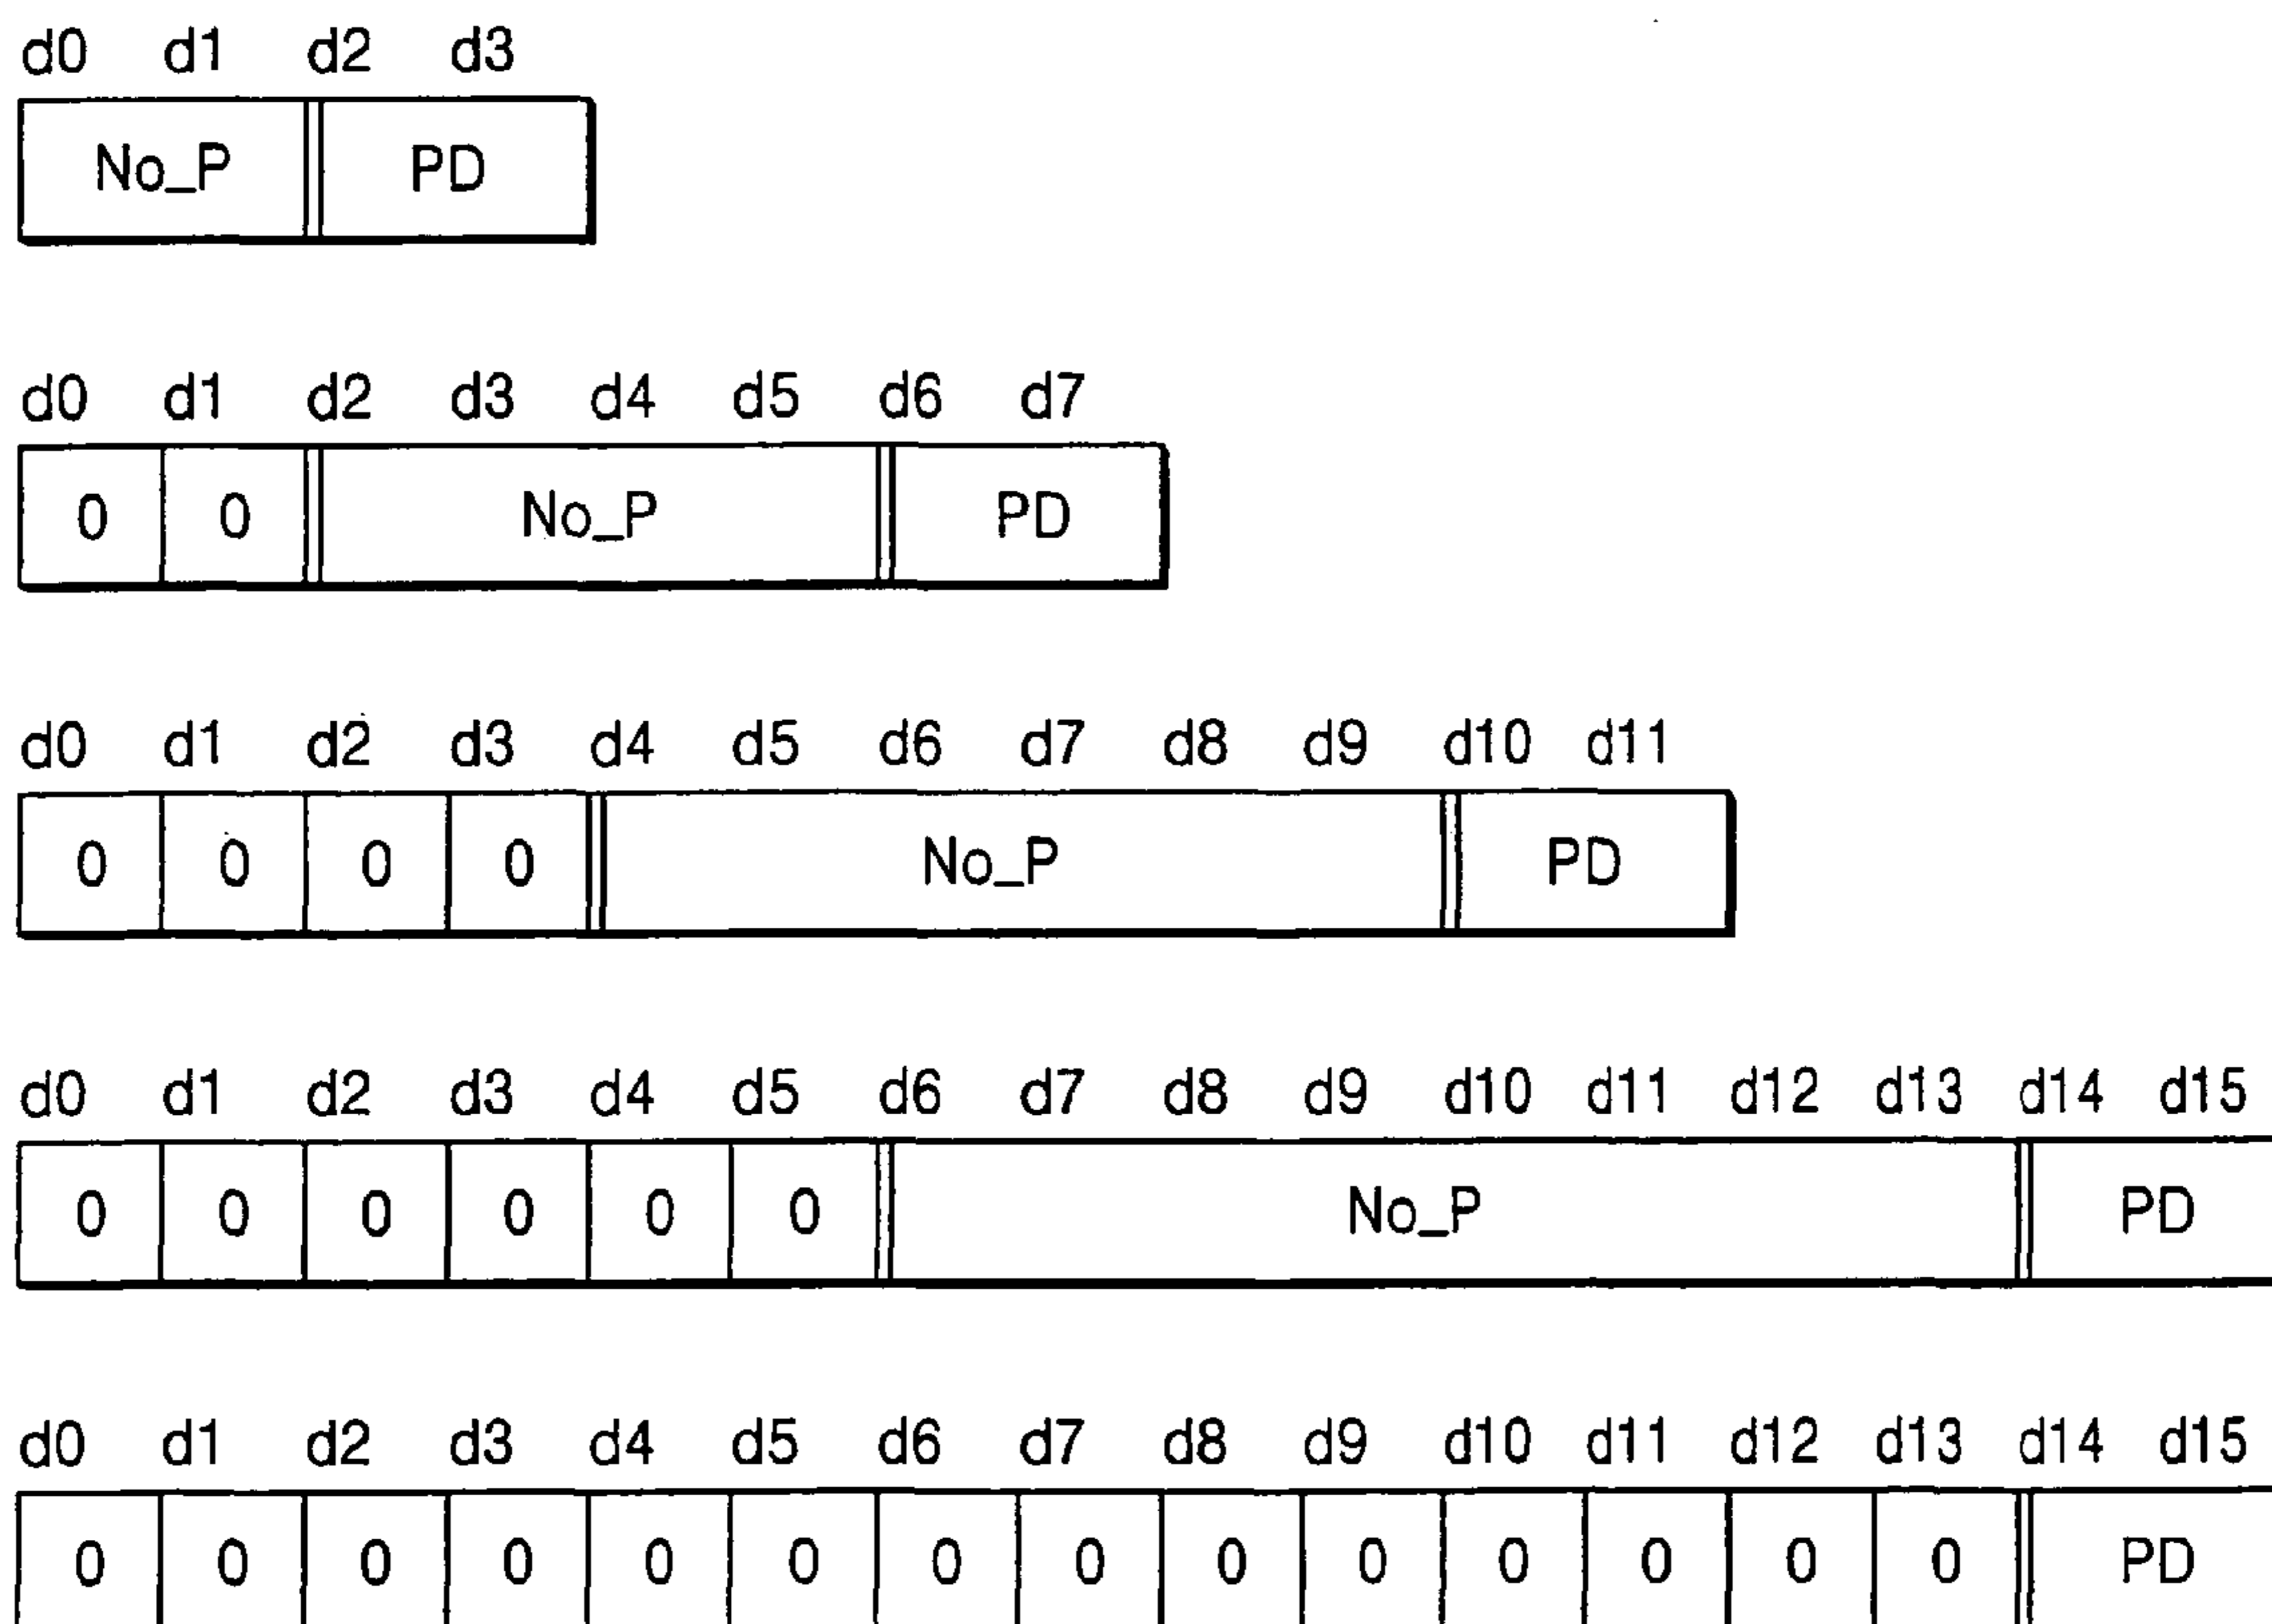 d0 d1 d2 d3
No_P PD
d0 d1 d2 d3 d4 d5 d6 d7
0 0 No_P PD
d0 d1 d2 d3 d4 d5 d6 d7 d8 d9 d10 d11
0 0 0 0 No_P PD
d0 d1 d2 d3 d4 d5 d6 d7 d8 d9 d10 d11 d12 d13 d14 d15
0 0 0 0 0 0 No_P PD
d0 d1 d2 d3 d4 d5 d6 d7 d8 d9 d10 d11 d12 d13 d14 d15
0 0 0 0 0 0 0 0 0 0 0 0 0 0 PD